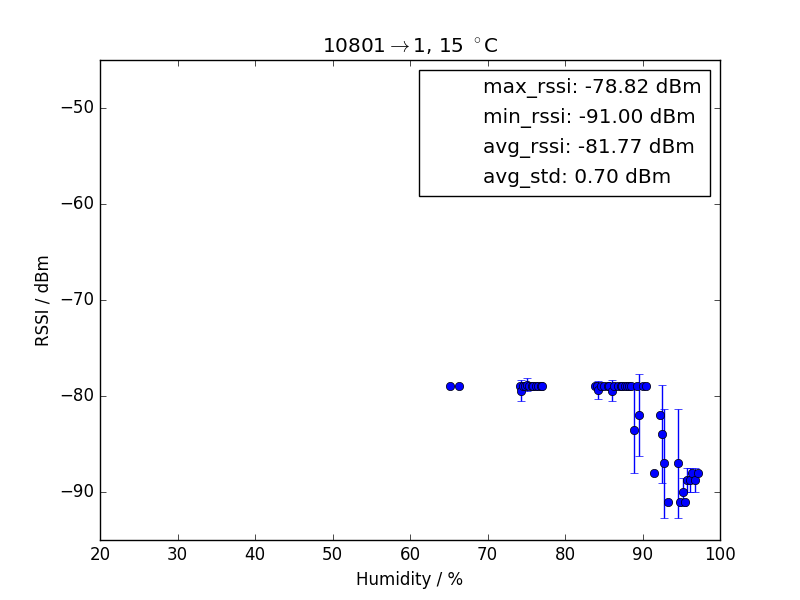 10801→1, 15 °C
max_rssi: -78.82 dBm
min_rssi: -91.00 dBm
avg_rssi: -81.77 dBm
avg_std: 0.70 dBm
RSSI / dBm
−50
−60
−70
−80
−90
20 30 40 50 60 70 80 90 100
Humidity / %